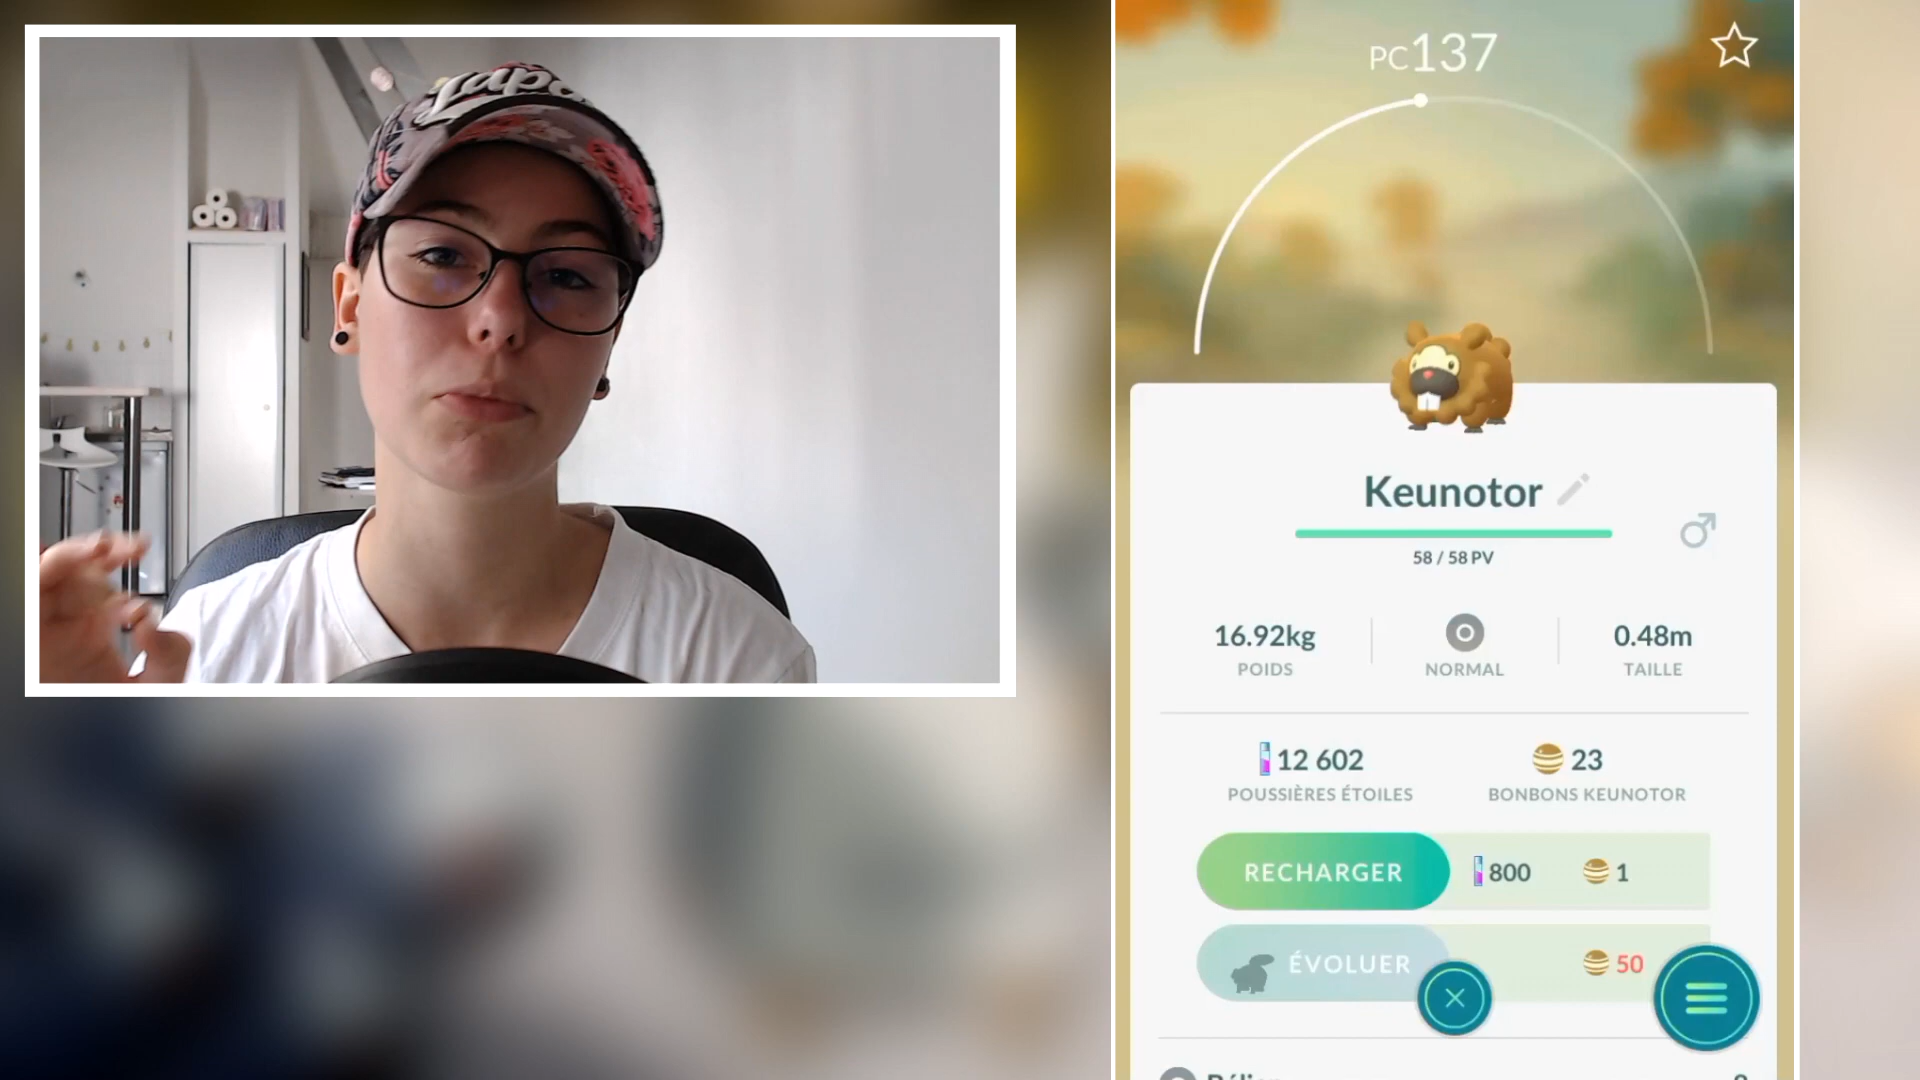 PC137
Keunotor
58 / 58 PV
16.92kg
POIDS
NORMAL
0.48m
TAILLE
12 602
POUSSIÈRES ÉTOILES
23
BONBONS KEUNOTOR
RECHARGER 800 1
ÉVOLUER 50